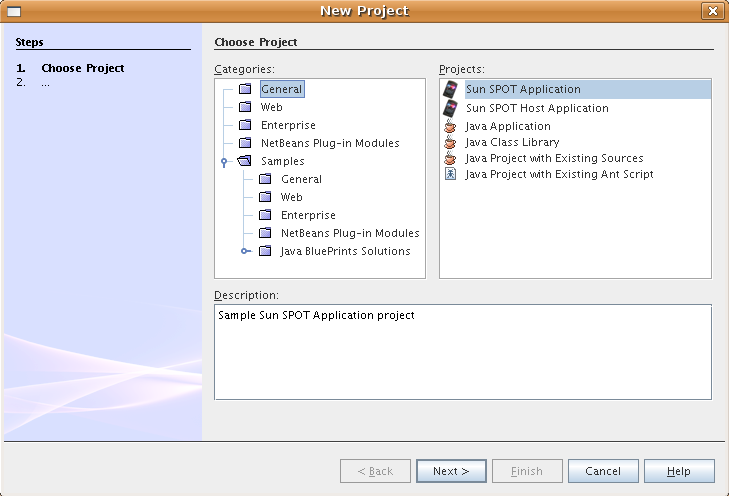 New Project
Steps
1. Choose Project
2. ...
Choose Project
Categories:
General
Web
Enterprise
NetBeans Plug-in Modules
Samples
General
Web
Enterprise
NetBeans Plug-in Modules
Java BluePrints Solutions
Projects:
Sun SPOT Application
Sun SPOT Host Application
Java Application
Java Class Library
Java Project with Existing Sources
Java Project with Existing Ant Script
Description:
Sample Sun SPOT Application project
< Back
Next >
Finish
Cancel
Help